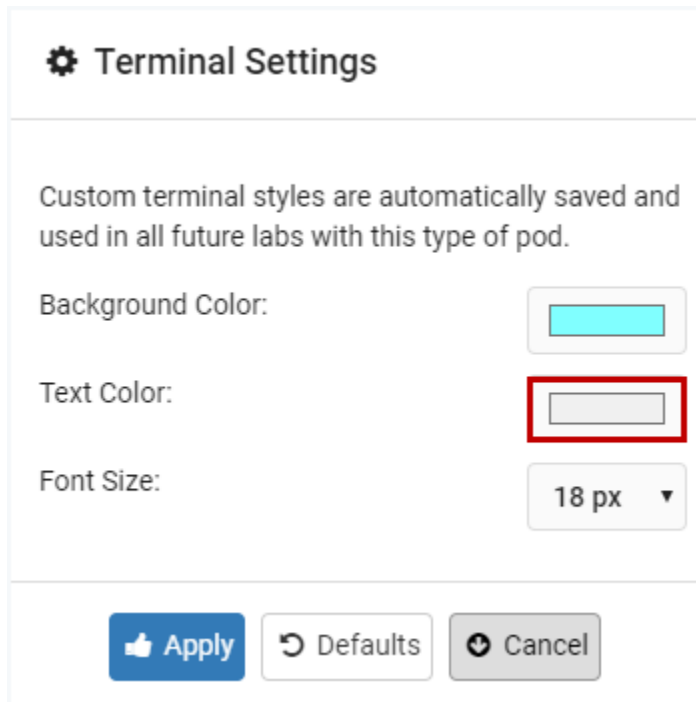 Terminal Settings
Custom terminal styles are automatically saved and
used in all future labs with this type of pod.
Background Color:
Text Color:
Font Size:
18 px
Apply
Defaults
Cancel